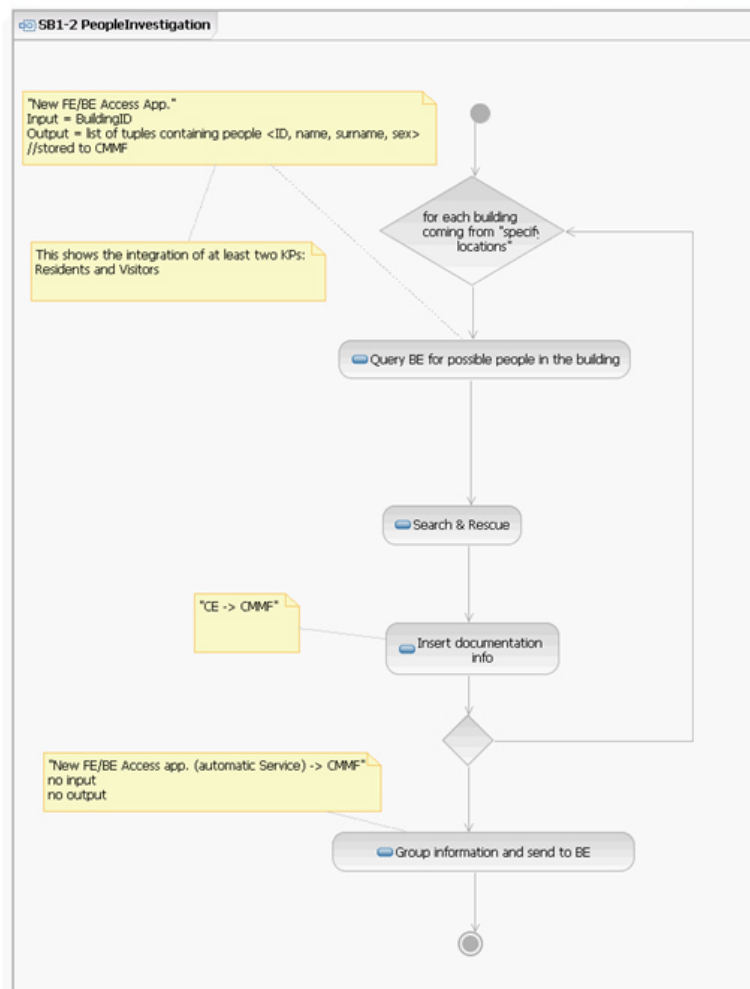 SB1-2 PeopleInvestigation
"New FE/BE Access App."
Input = BuildingID
Output = list of tuples containing people <ID, name, surname, sex>
//stored to CMMF
for each building
coming from "specify
locations"
This shows the integration of at least two KPs:
Residents and Visitors
Query BE for possible people in the building
Search & Rescue
"CE -> CMMF"
Insert documentation
info
"New FE/BE Access app. (automatic Service) -> CMMF"
no input
no output
Group information and send to BE